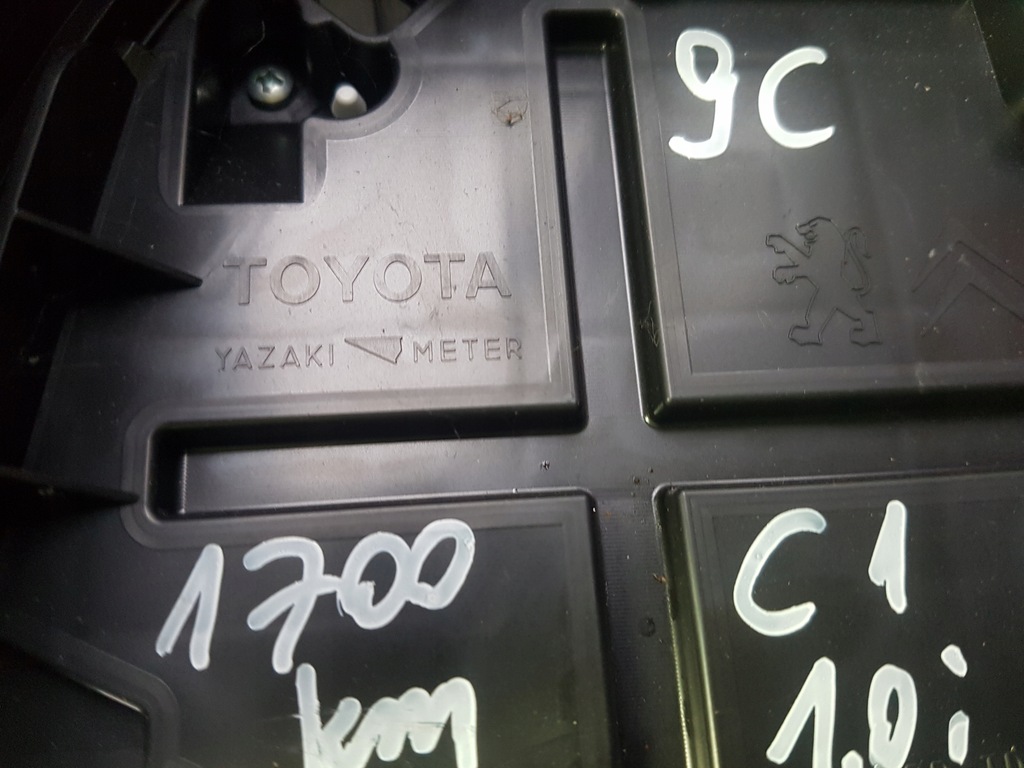 9C
TOYOTA
YAZAKI METER
1700
km
C1
1.0i